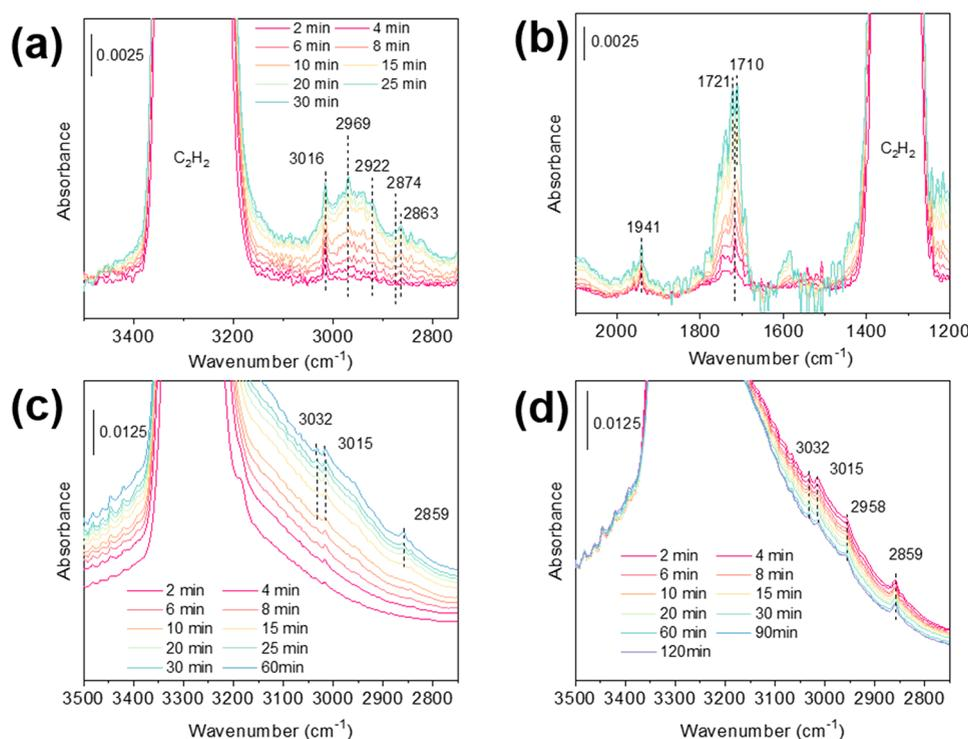 (a)
0.0025
2 min 4 min
6 min 8 min
10 min 15 min
20 min 25 min
30 min
2969
3016
2922
2874
2863
C₂H₂
Absorbance
3400 3200 3000 2800
Wavenumber (cm⁻¹)
(b)
0.0025
1710
1721
1941
C₂H₂
Absorbance
2000 1800 1600 1400 1200
Wavenumber (cm⁻¹)
(c)
0.0125
3032
3015
2859
Absorbance
2 min 4 min
6 min 8 min
10 min 15 min
20 min 25 min
30 min 60min
3500 3400 3300 3200 3100 3000 2900 2800
Wavenumber (cm⁻¹)
(d)
0.0125
3032
3015
2958
2859
Absorbance
2 min 4 min
6 min 8 min
10 min 15 min
20 min 30 min
60 min 90min
120min
3500 3400 3300 3200 3100 3000 2900 2800
Wavenumber (cm⁻¹)